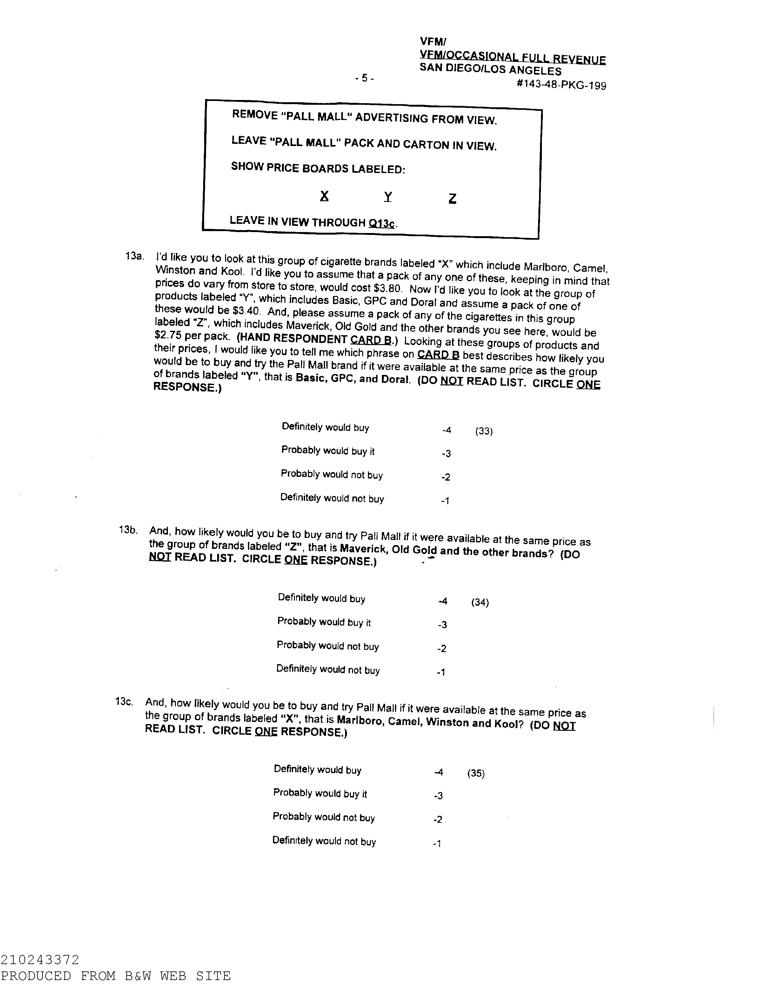 VFM/
VFM/OCCASIONAL FULL REVENUE
SAN DIEGO/LOS ANGELES
- 5 -
#143-48-PKG-199
REMOVE "PALL MALL" ADVERTISING FROM VIEW.
LEAVE "PALL MALL" PACK AND CARTON IN VIEW.
SHOW PRICE BOARDS LABELED:
X Y Z
LEAVE IN VIEW THROUGH Q13c.
13a. I'd like you to look at this group of cigarette brands labeled "X" which include Marlboro, Camel,
Winston and Kool. I'd like you to assume that a pack of any one of these, keeping in mind that
prices do vary from store to store, would cost $3.80. Now I'd like you to look at the group of
products labeled "Y", which includes Basic, GPC and Doral and assume a pack of one of
these would be $3.40. And, please assume a pack of any of the cigarettes in this group
labeled "Z", which includes Maverick, Old Gold and the other brands you see here, would be
$2.75 per pack. (HAND RESPONDENT CARD B.) Looking at these groups of products and
their prices, I would like you to tell me which phrase on CARD B best describes how likely you
would be to buy and try the Pall Mall brand if it were available at the same price as the group
of brands labeled "Y", that is Basic, GPC, and Doral. (DO NOT READ LIST. CIRCLE ONE
RESPONSE.)
Definitely would buy -4 (33)
Probably would buy it -3
Probably would not buy -2
Definitely would not buy -1
13b. And, how likely would you be to buy and try Pall Mall if it were available at the same price as
the group of brands labeled "Z", that is Maverick, Old Gold and the other brands? (DO
NOT READ LIST. CIRCLE ONE RESPONSE.)
Definitely would buy -4 (34)
Probably would buy it -3
Probably would not buy -2
Definitely would not buy -1
13c. And, how likely would you be to buy and try Pall Mall if it were available at the same price as
the group of brands labeled "X", that is Marlboro, Camel, Winston and Kool? (DO NOT
READ LIST. CIRCLE ONE RESPONSE.)
Definitely would buy -4 (35)
Probably would buy it -3
Probably would not buy -2
Definitely would not buy -1
210243372
PRODUCED FROM B&W WEB SITE